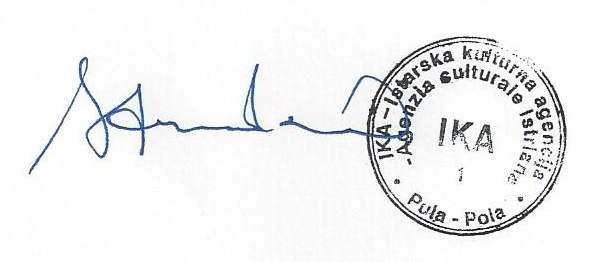 IKA - Istarska kulturna agencija
- Agenzia culturale istriana
IKA
1
• Pula - Pola •